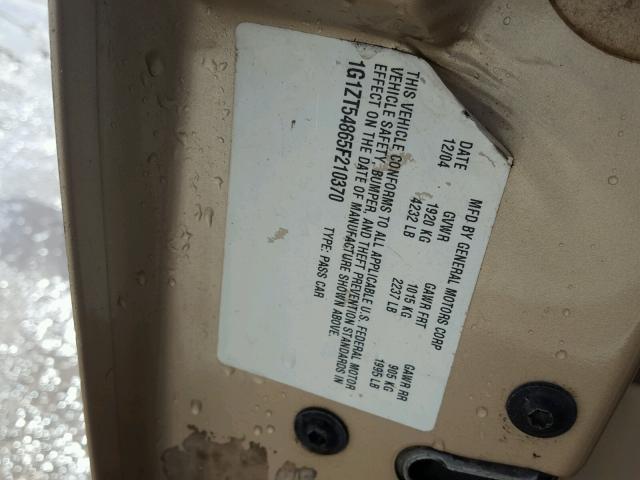 MFD BY GENERAL MOTORS CORP
DATE GVWR GAWR FRT GAWR RR
12/04 1920 KG 1015 KG 905 KG
4232 LB 2237 LB 1995 LB
THIS VEHICLE CONFORMS TO ALL APPLICABLE U.S. FEDERAL MOTOR
VEHICLE SAFETY, BUMPER, AND THEFT PREVENTION STANDARDS IN
EFFECT ON THE DATE OF MANUFACTURE SHOWN ABOVE.
1G1ZT54865F210370 TYPE: PASS CAR